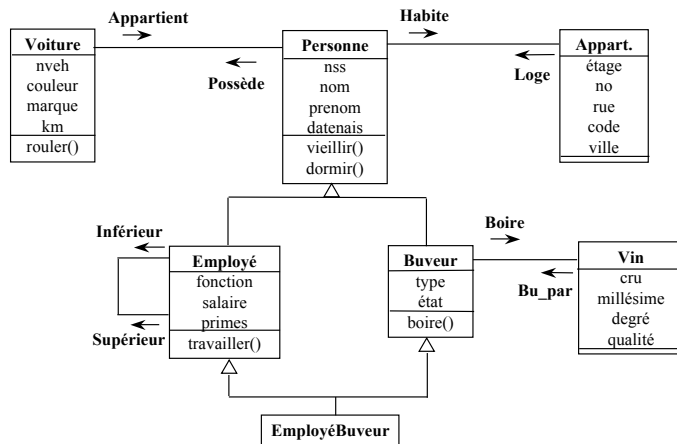 Appartient
Habite
Voiture
nveh
couleur
marque
km
rouler()
Possède
Personne
nss
nom
prenom
datenais
vieillir()
dormir()
Loge
Appart.
étage
no
rue
code
ville
Inférieur
Supérieur
Employé
fonction
salaire
primes
travailler()
Buveur
type
état
boire()
Boire
Bu_par
Vin
cru
millésime
degré
qualité
EmployéBuveur